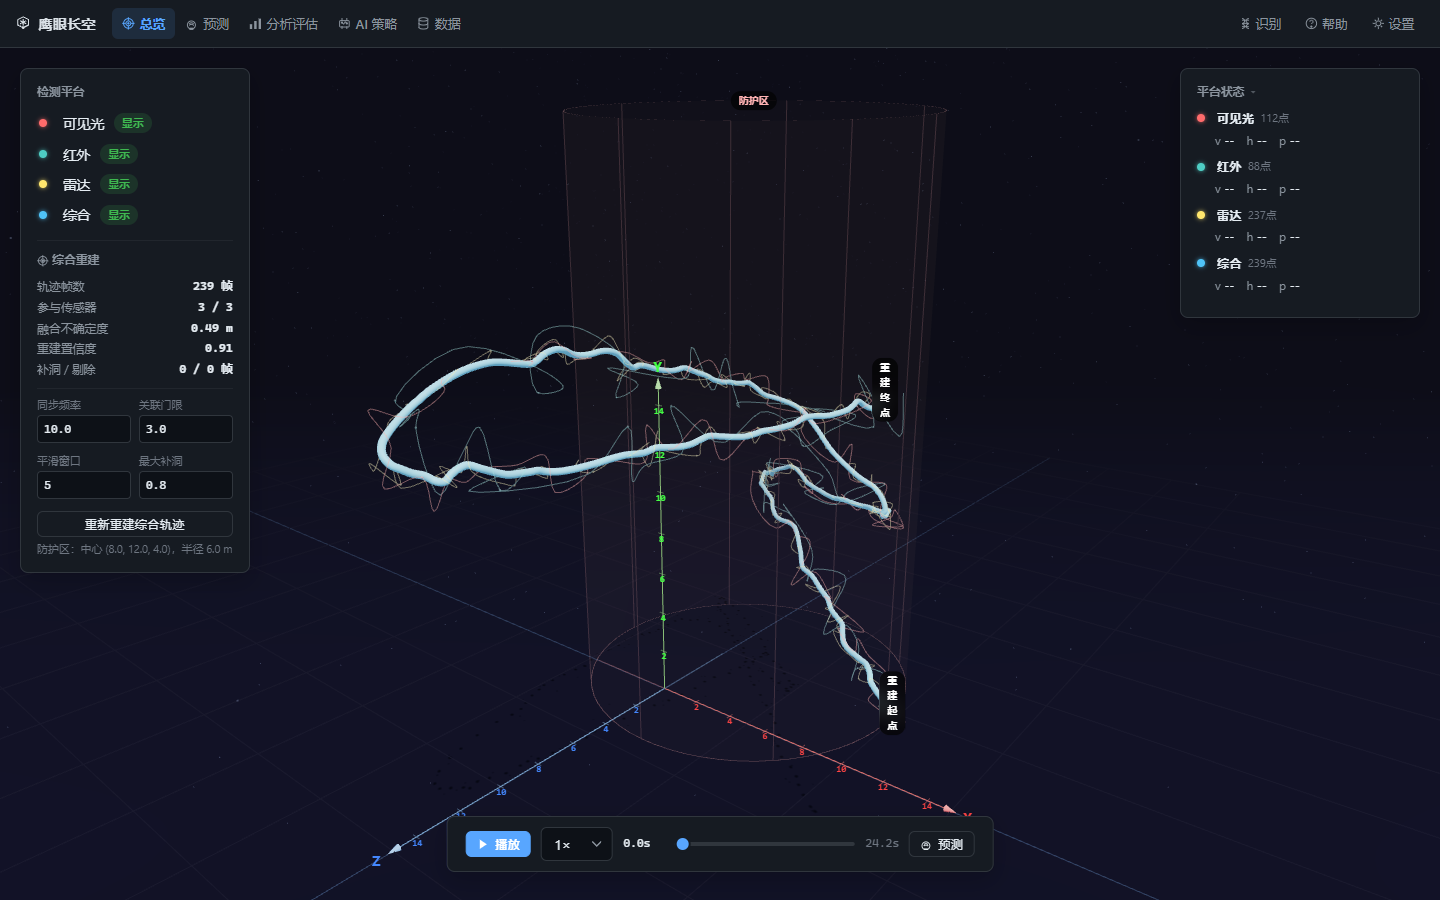 鹰眼长空
总览
预测
分析评估
AI 策略
数据
识别
帮助
设置
检测平台
可见光 显示
红外 显示
雷达 显示
综合 显示
综合重建
轨迹帧数 239 帧
参与传感器 3 / 3
融合不确定度 0.49 m
重建置信度 0.91
补洞 / 剔除 0 / 0 帧
同步频率 关联门限
10.0 3.0
平滑窗口 最大补洞
5 0.8
重新重建综合轨迹
防护区：中心 (8.0, 12.0, 4.0)，半径 6.0 m
防护区
平台状态
可见光 112点
v -- h -- p --
红外 88点
v -- h -- p --
雷达 237点
v -- h -- p --
综合 239点
v -- h -- p --
重建终点
重建起点
Y
14
12
10
8
6
4
2
2
4
6
8
10
12
14
X
2
4
6
8
10
12
14
Z
播放
1×
0.0s
24.2s
预测